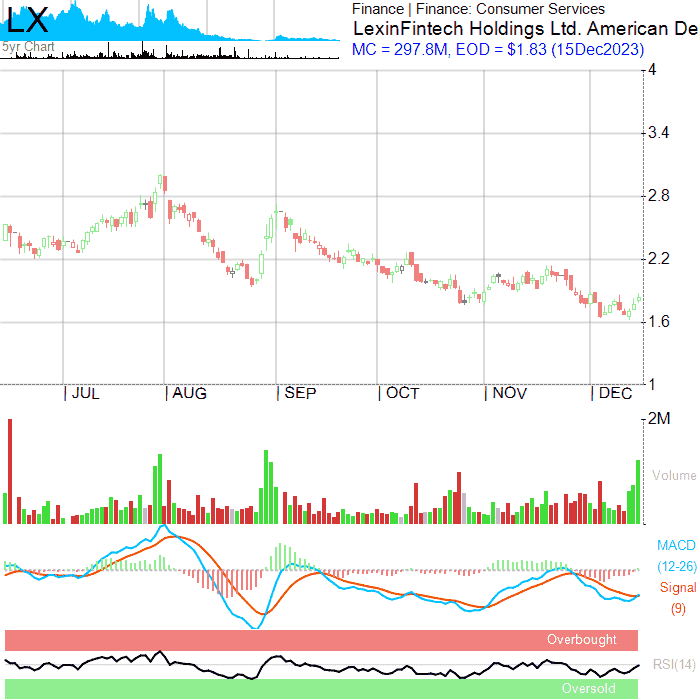 LX
5yr Chart
Finance | Finance: Consumer Services
LexinFintech Holdings Ltd. American De
MC = 297.8M, EOD = $1.83 (15Dec2023)
4
3.4
2.8
2.2
1.6
1
JUL AUG SEP OCT NOV DEC
2M
Volume
MACD
(12-26)
Signal
(9)
Overbought
RSI(14)
Oversold